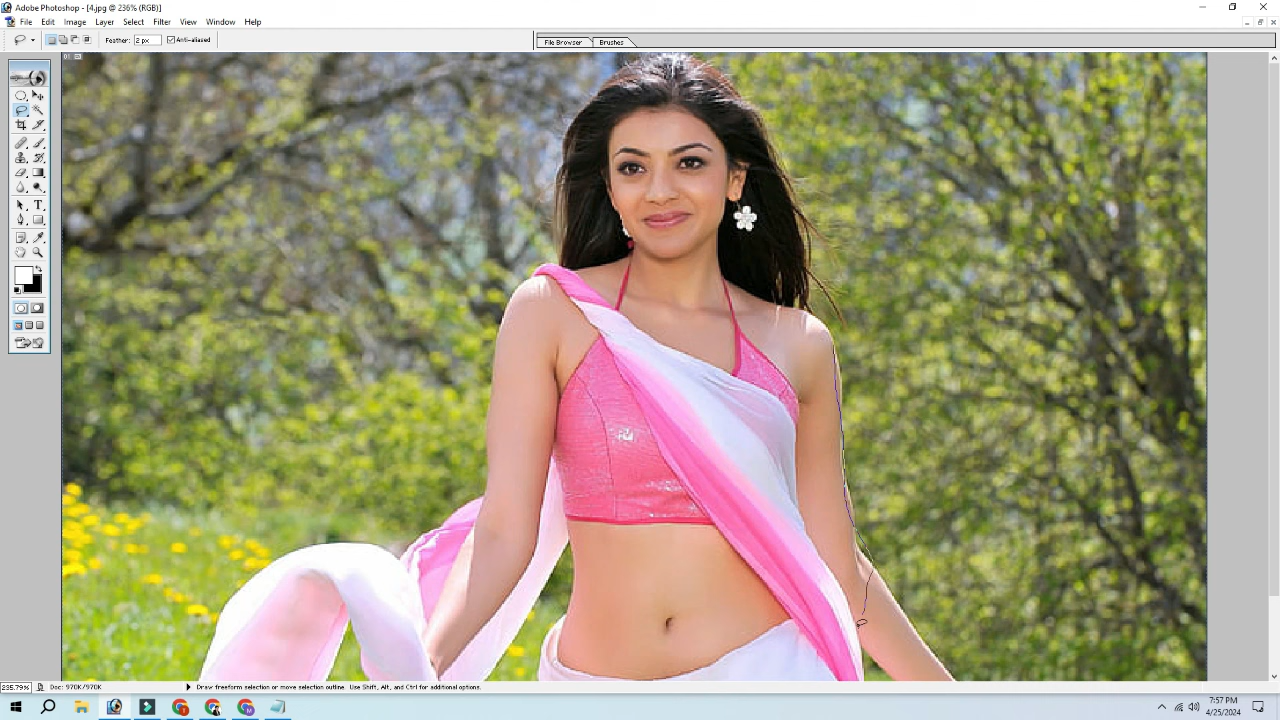 Adobe Photoshop - [4.jpg @ 236% (RGB)]
File Edit Image Layer Select Filter View Window Help
Feather: 2 px Anti-aliased File Browser Brushes
235.79% Doc: 970K/970K Draw freeform selection or move selection outline. Use Shift, Alt, and Ctrl for additional options.
7:57 PM
4/25/2024